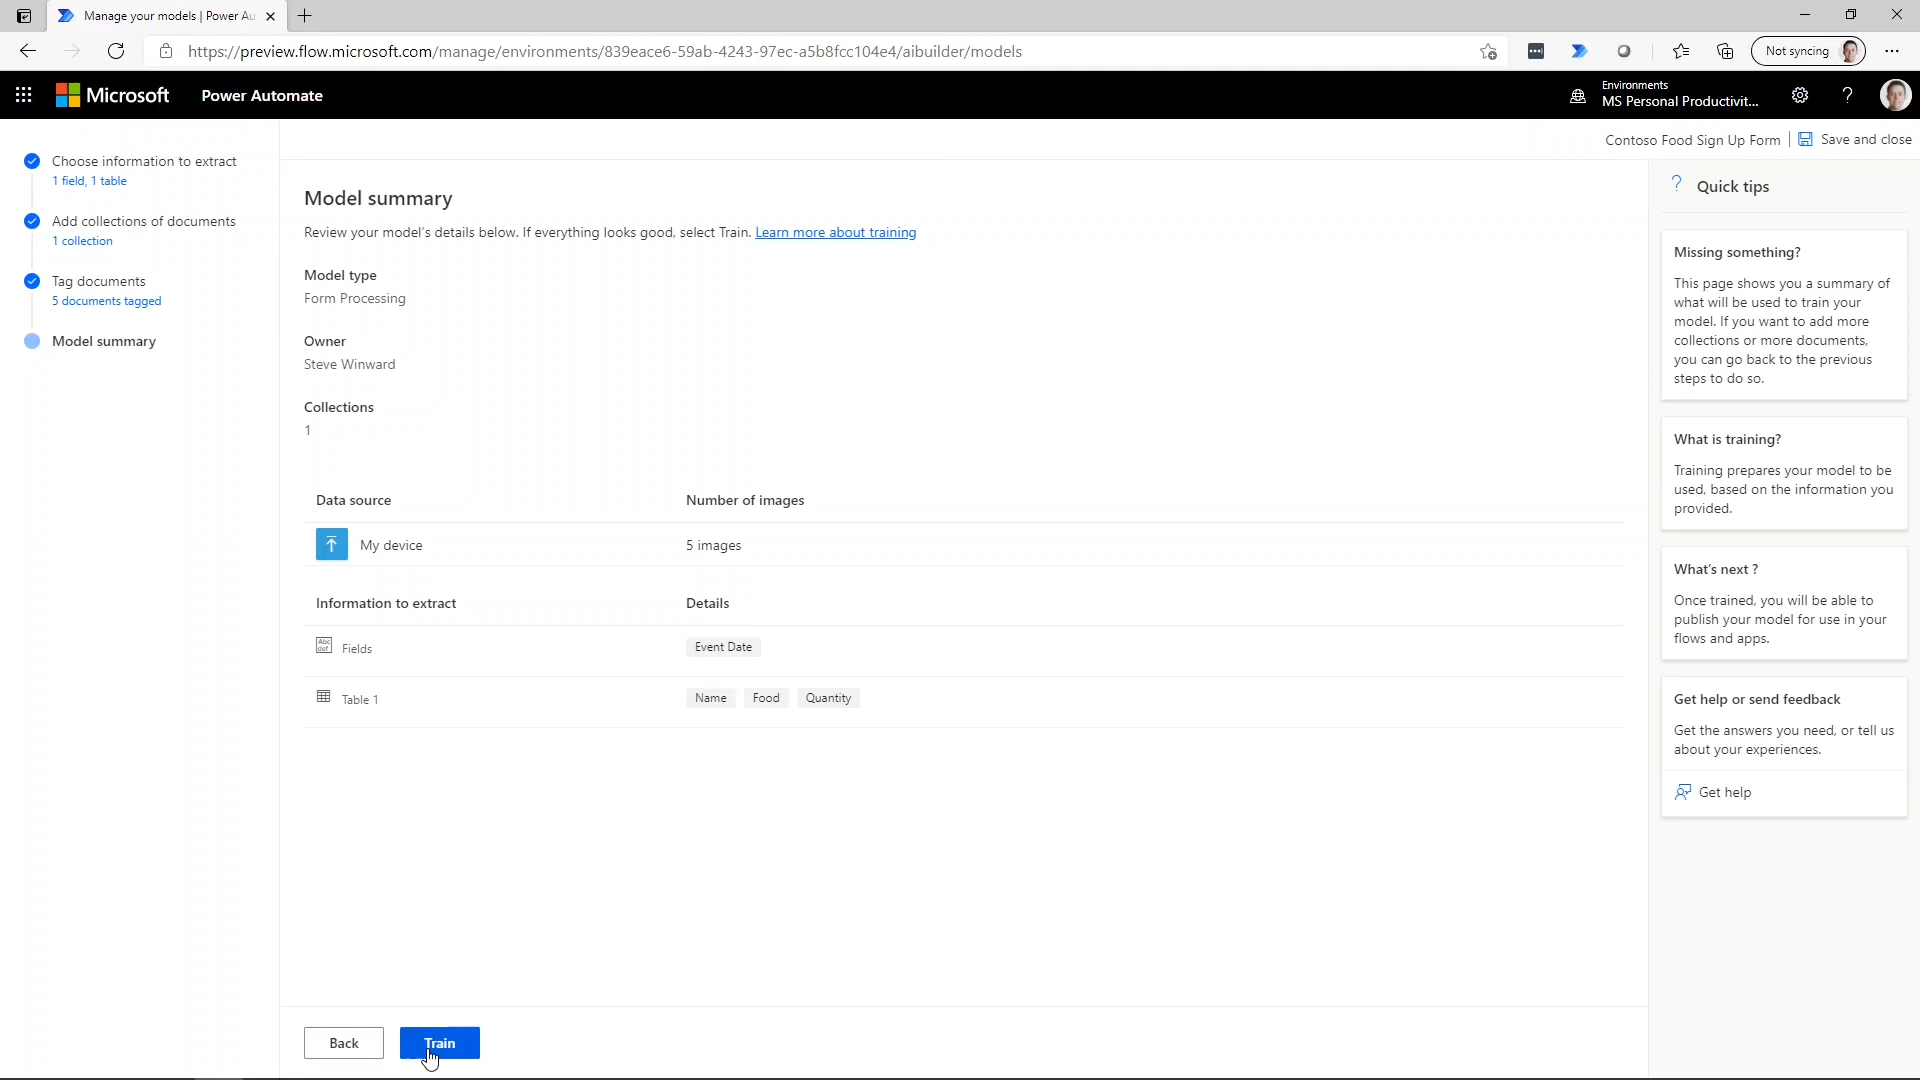 Manage your models | Power Au
https://preview.flow.microsoft.com/manage/environments/839eace6-59ab-4243-97ec-a5b8fcc104e4/aibuilder/models
Not syncing
Microsoft
Power Automate
Environments
MS Personal Productivit...
Contoso Food Sign Up Form
Save and close
Choose information to extract
1 field, 1 table
Add collections of documents
1 collection
Tag documents
5 documents tagged
Model summary
Model summary
Review your model's details below. If everything looks good, select Train. Learn more about training
Model type
Form Processing
Owner
Steve Winward
Collections
1
Data source Number of images
My device 5 images
Information to extract Details
Abc
def
Fields Event Date
Table 1 Name Food Quantity
Back
Train
? Quick tips
Missing something?
This page shows you a summary of
what will be used to train your
model. If you want to add more
collections or more documents,
you can go back to the previous
steps to do so.
What is training?
Training prepares your model to be
used, based on the information you
provided.
What's next ?
Once trained, you will be able to
publish your model for use in your
flows and apps.
Get help or send feedback
Get the answers you need, or tell us
about your experiences.
Get help